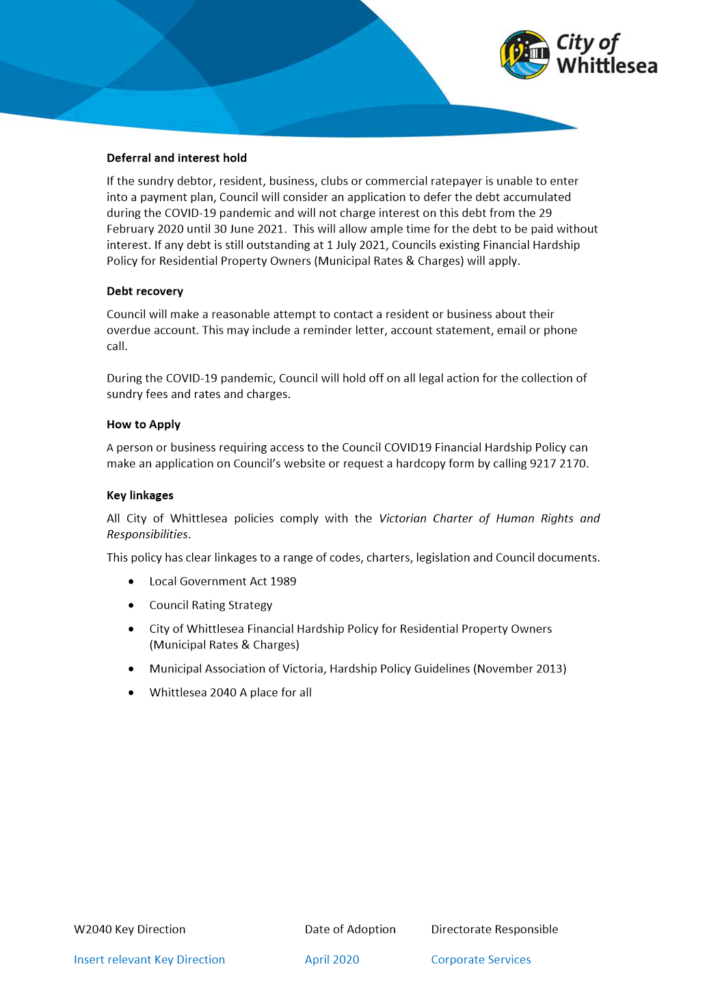 City of
Whittlesea
Deferral and interest hold
If the sundry debtor, resident, business, clubs or commercial ratepayer is unable to enter
into a payment plan, Council will consider an application to defer the debt accumulated
during the COVID-19 pandemic and will not charge interest on this debt from the 29
February 2020 until 30 June 2021.  This will allow ample time for the debt to be paid without
interest. If any debt is still outstanding at 1 July 2021, Councils existing Financial Hardship
Policy for Residential Property Owners (Municipal Rates & Charges) will apply.
Debt recovery
Council will make a reasonable attempt to contact a resident or business about their
overdue account. This may include a reminder letter, account statement, email or phone
call.
During the COVID-19 pandemic, Council will hold off on all legal action for the collection of
sundry fees and rates and charges.
How to Apply
A person or business requiring access to the Council COVID19 Financial Hardship Policy can
make an application on Council’s website or request a hardcopy form by calling 9217 2170.
Key linkages
All City of Whittlesea policies comply with the Victorian Charter of Human Rights and
Responsibilities.
This policy has clear linkages to a range of codes, charters, legislation and Council documents.
• Local Government Act 1989
• Council Rating Strategy
• City of Whittlesea Financial Hardship Policy for Residential Property Owners
(Municipal Rates & Charges)
• Municipal Association of Victoria, Hardship Policy Guidelines (November 2013)
• Whittlesea 2040 A place for all
W2040 Key Direction Date of Adoption Directorate Responsible
Insert relevant Key Direction April 2020 Corporate Services